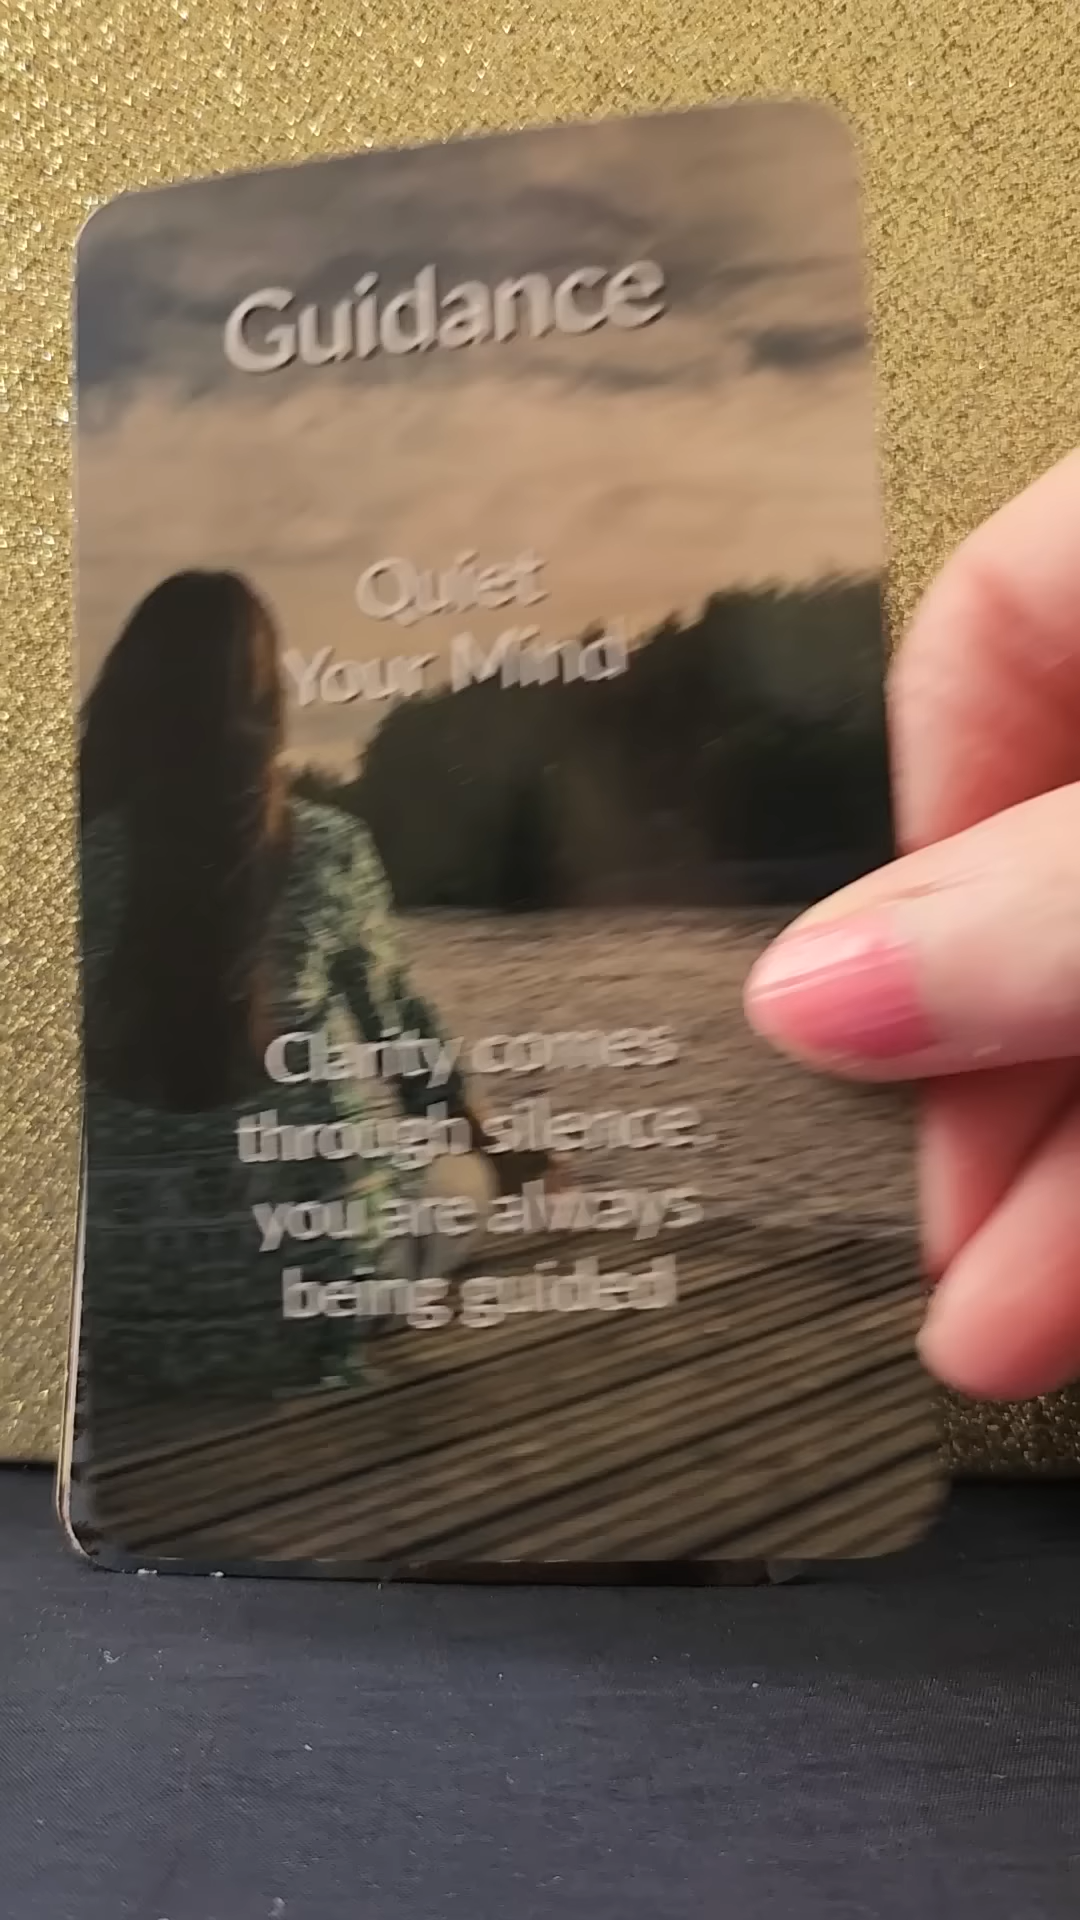 Guidance
Quiet
Your Mind
Clarity comes
through silence,
you are always
being guided